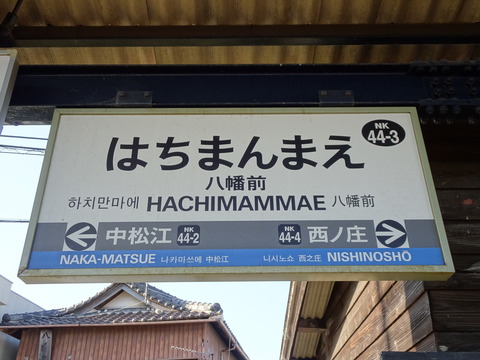 はちまんまえ
NK
44-3
八幡前
하치만마에 HACHIMAMMAE 八幡前
中松江 NK 44-2 NK 44-4 西ノ庄
NAKA-MATSUE 나카마쓰에 中松江 니시노쇼 西之庄 NISHINOSHŌ